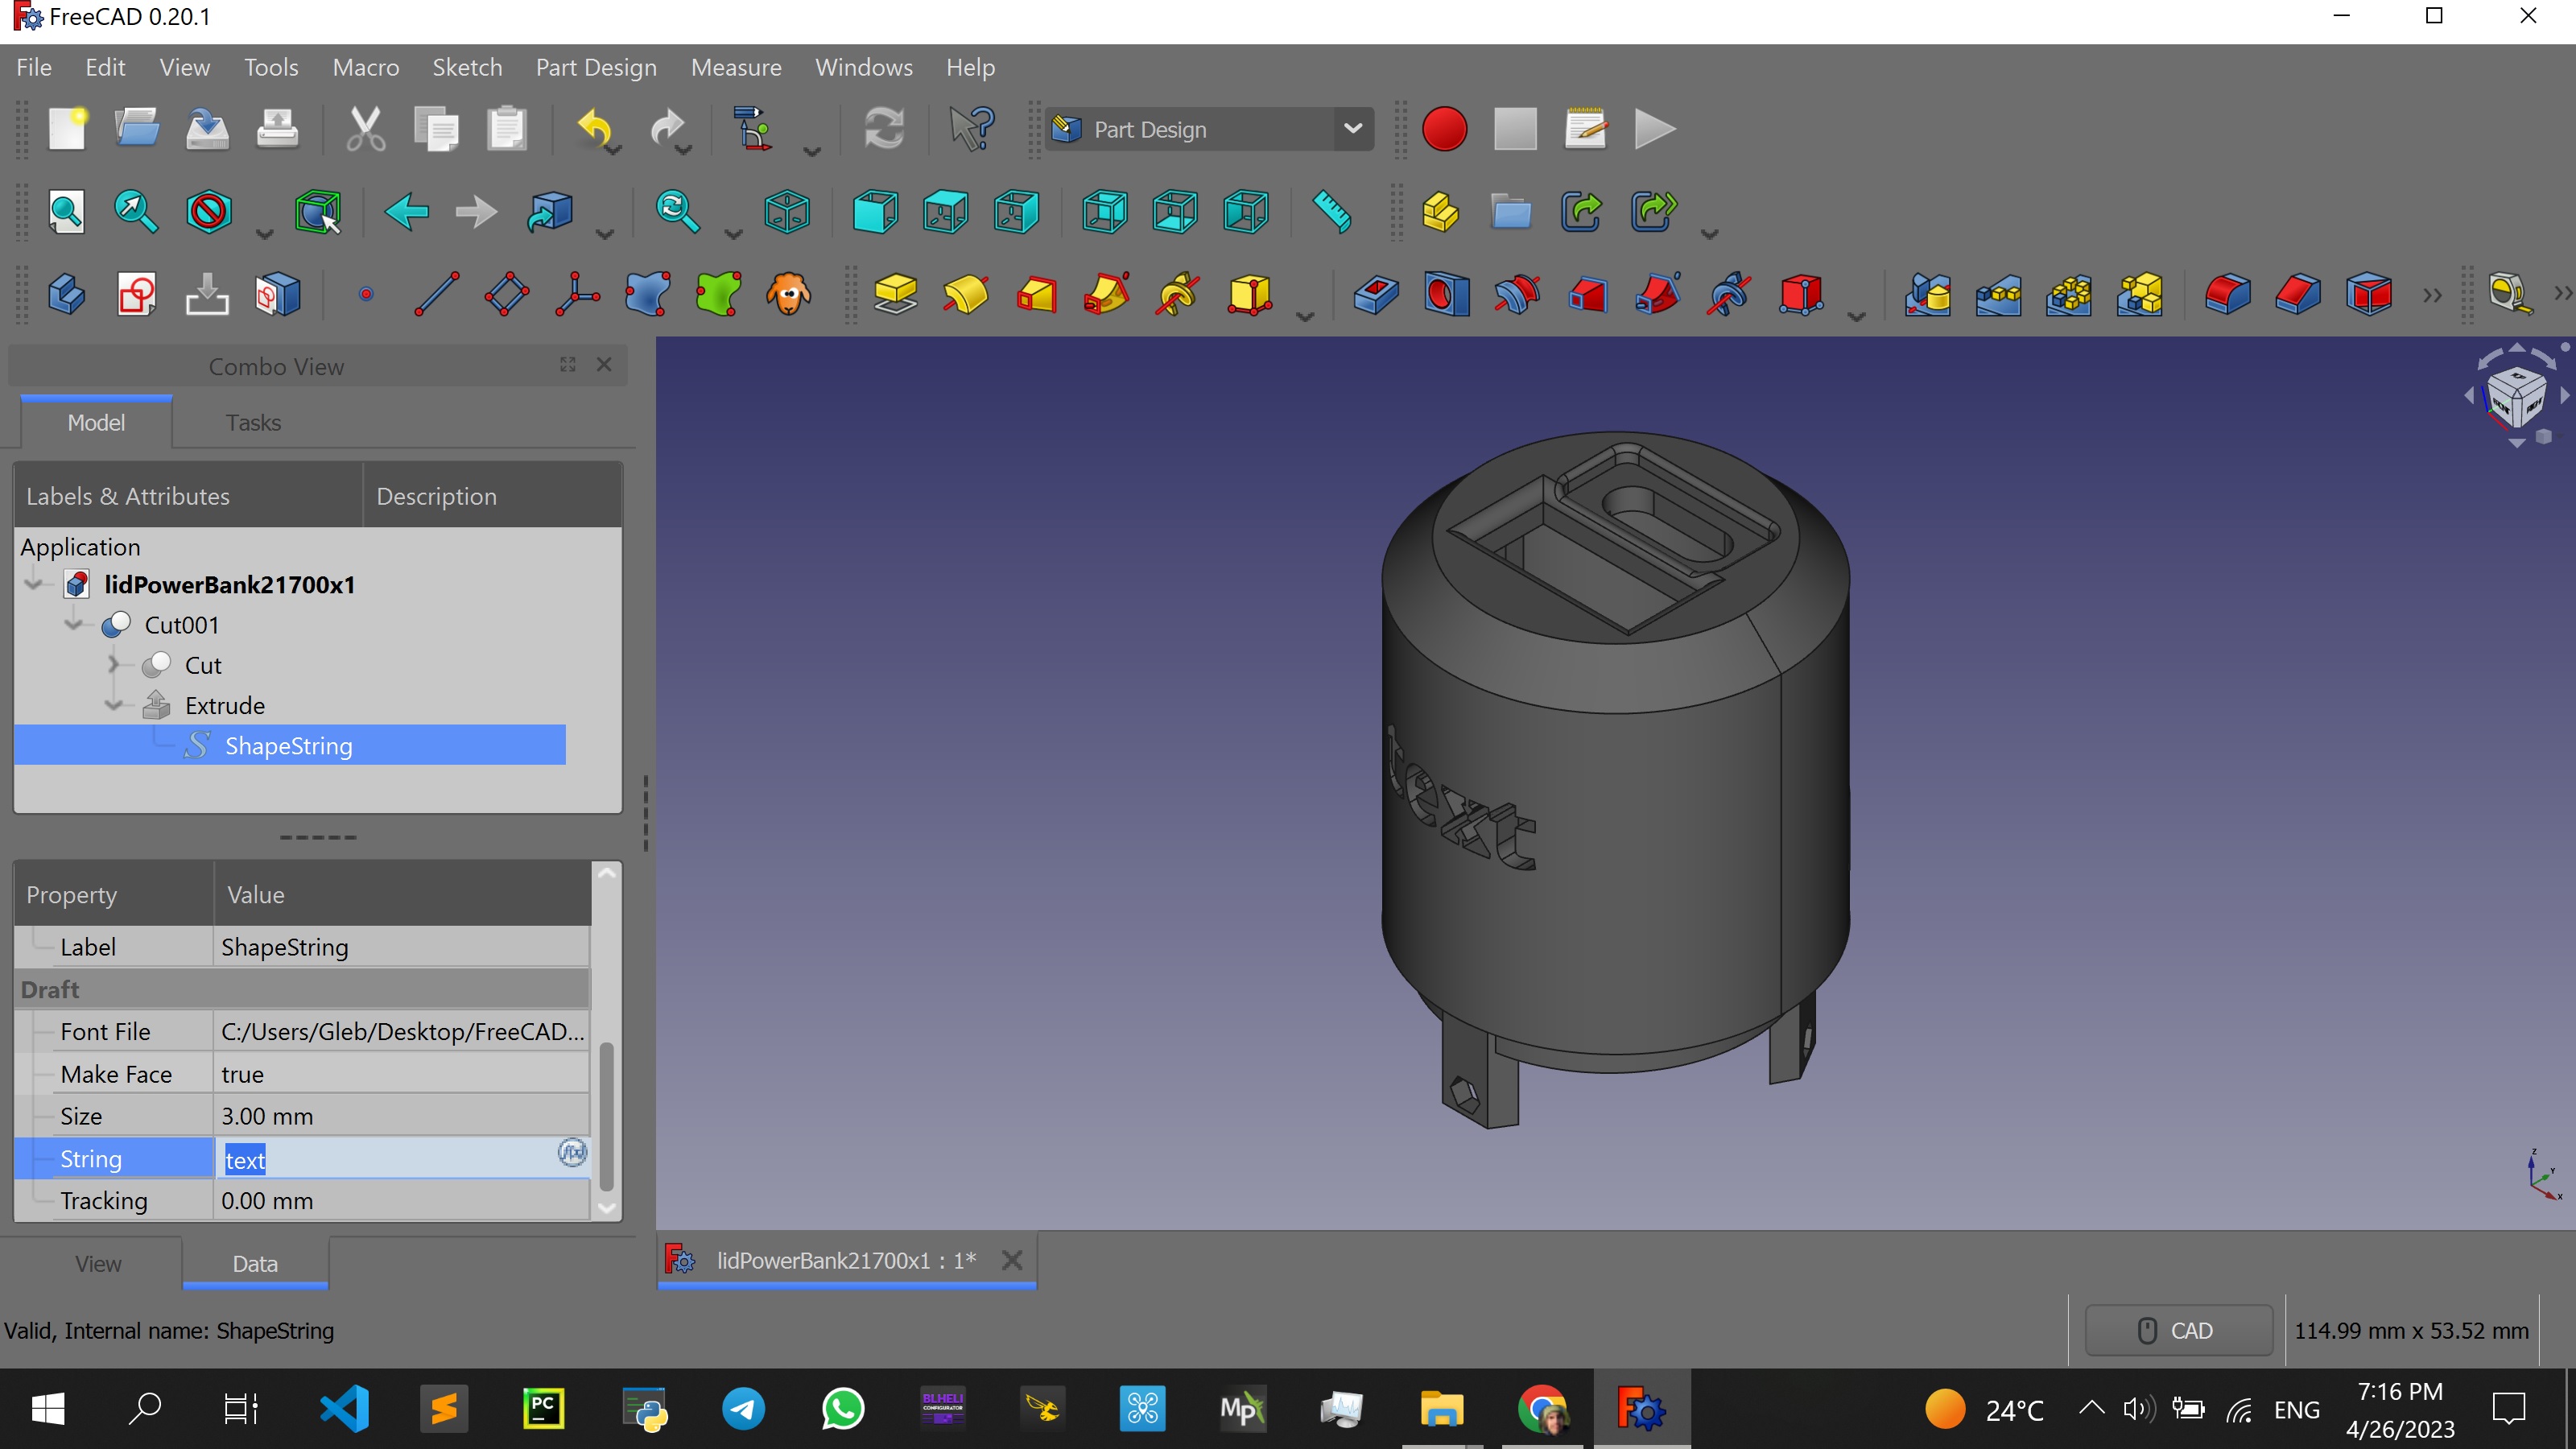 FreeCAD 0.20.1
File Edit View Tools Macro Sketch Part Design Measure Windows Help
Part Design
Combo View
Model Tasks
Labels & Attributes Description
Application
lidPowerBank21700x1
Cut001
Cut
Extrude
ShapeString
text
Property Value
Label ShapeString
Draft
Font File C:/Users/Gleb/Desktop/FreeCAD...
Make Face true
Size 3.00 mm
String text
Tracking 0.00 mm
View Data
lidPowerBank21700x1 : 1*
Valid, Internal name: ShapeString
CAD
114.99 mm x 53.52 mm
Z
Y
X
PC
BLHELI
CONFIGURATOR
Mp
24°C
ENG
7:16 PM
4/26/2023